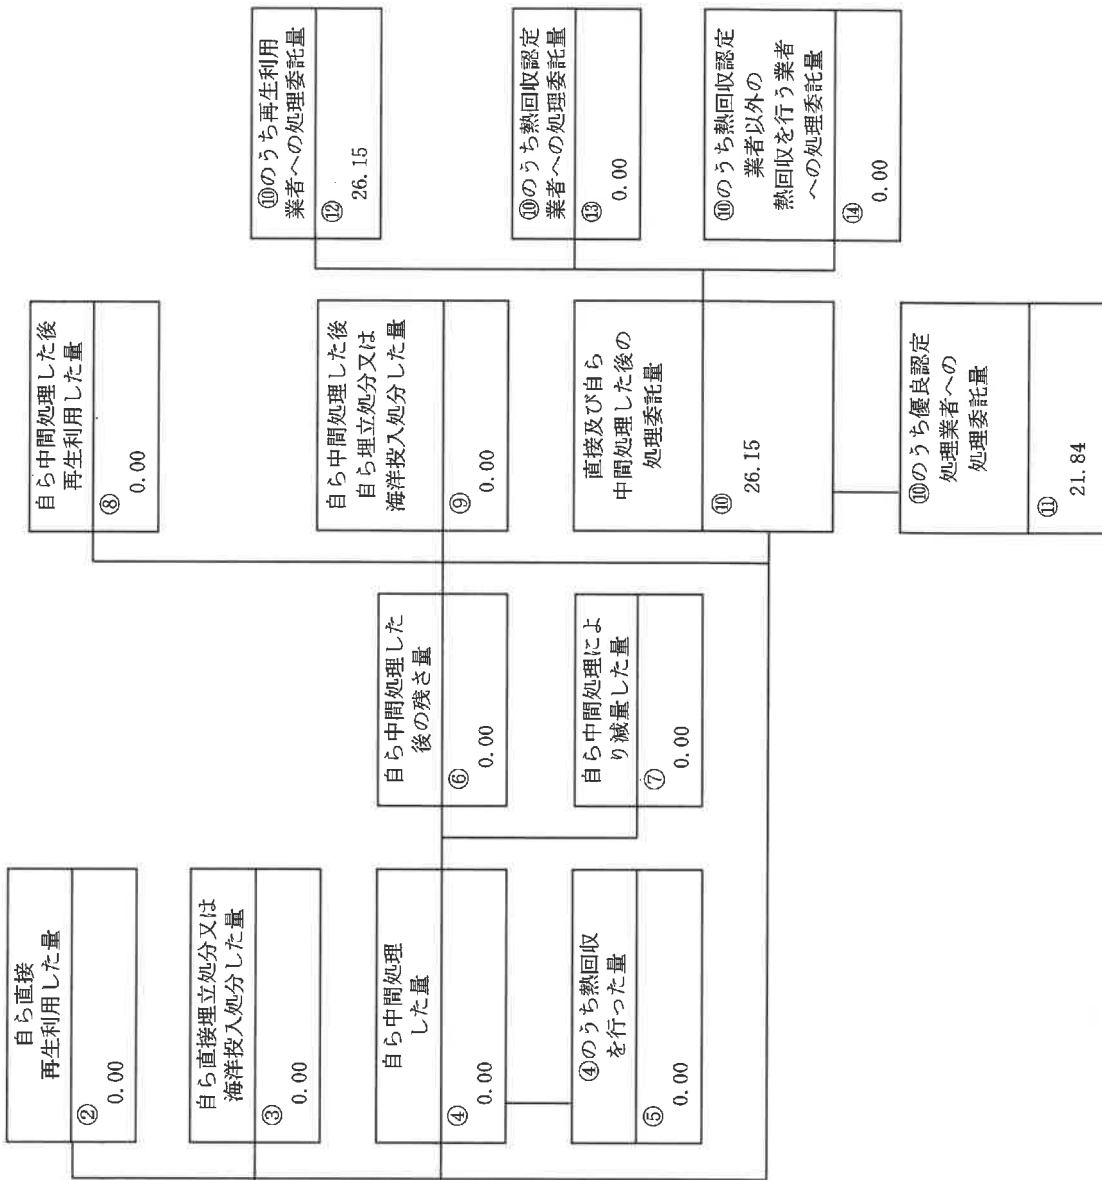 自ら直接
再生利用した量
②
0.00
自ら直接埋立処分又は
海洋投入処分した量
③
0.00
自ら中間処理
した量
④
0.00
④のうち熱回収
を行った量
⑤
0.00
自ら中間処理した
後の残さ量
⑥
0.00
自ら中間処理によ
り減量した量
⑦
0.00
自ら中間処理した後
再生利用した量
⑧
0.00
自ら中間処理した後
自ら埋立処分又は
海洋投入処分した量
⑨
0.00
直接及び自ら
中間処理した後の
処理委託量
⑩
26.15
⑩のうち優良認定
処理業者への
処理委託量
⑪
21.84
⑩のうち再生利用
業者への処理委託量
⑫
26.15
⑩のうち熱回収認定
業者への処理委託量
⑬
0.00
⑩のうち熱回収認定
業者以外の
熱回収を行う業者
への処理委託量
⑭
0.00